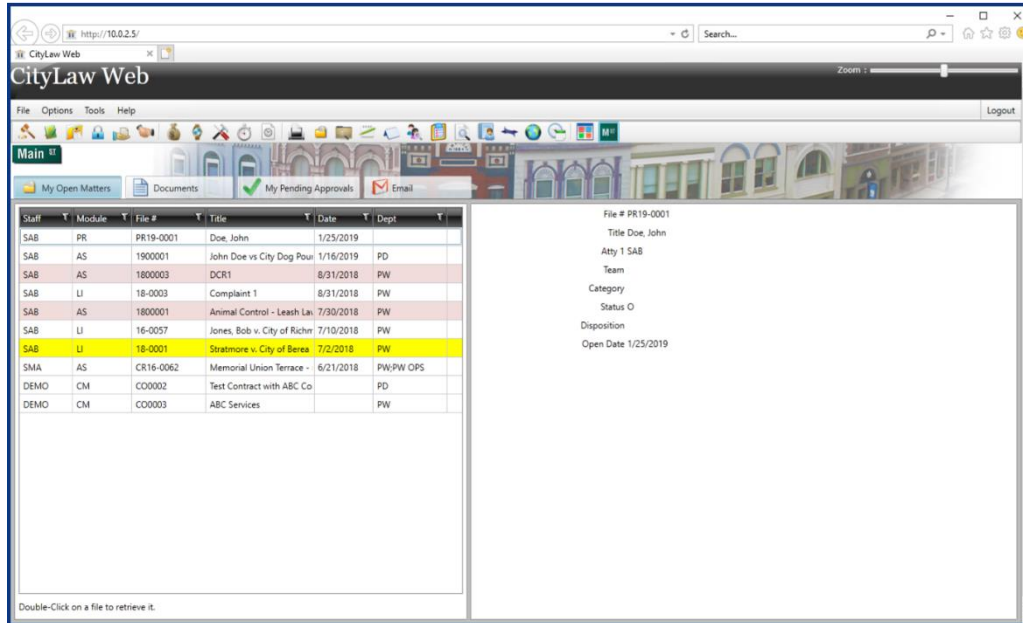 http://10.0.2.5/
Search...
CityLaw Web
CityLaw Web
Zoom :
File Options Tools Help Logout
Main ST
M ST
My Open Matters Documents My Pending Approvals Email
Staff Module File # Title Date Dept
SAB PR PR19-0001 Doe, John 1/25/2019
SAB AS 1900001 John Doe vs City Dog Pou 1/16/2019 PD
SAB AS 1800003 DCR1 8/31/2018 PW
SAB LI 18-0003 Complaint 1 8/31/2018 PW
SAB AS 1800001 Animal Control - Leash La 7/30/2018 PW
SAB LI 16-0057 Jones, Bob v. City of Richm 7/10/2018 PW
SAB LI 18-0001 Stratmore v. City of Berea 7/2/2018 PW
SMA AS CR16-0062 Memorial Union Terrace - 6/21/2018 PW;PW OPS
DEMO CM CO0002 Test Contract with ABC Co PD
DEMO CM CO0003 ABC Services PW
Double-Click on a file to retrieve it.
File # PR19-0001
Title Doe, John
Atty 1 SAB
Team
Category
Status O
Disposition
Open Date 1/25/2019